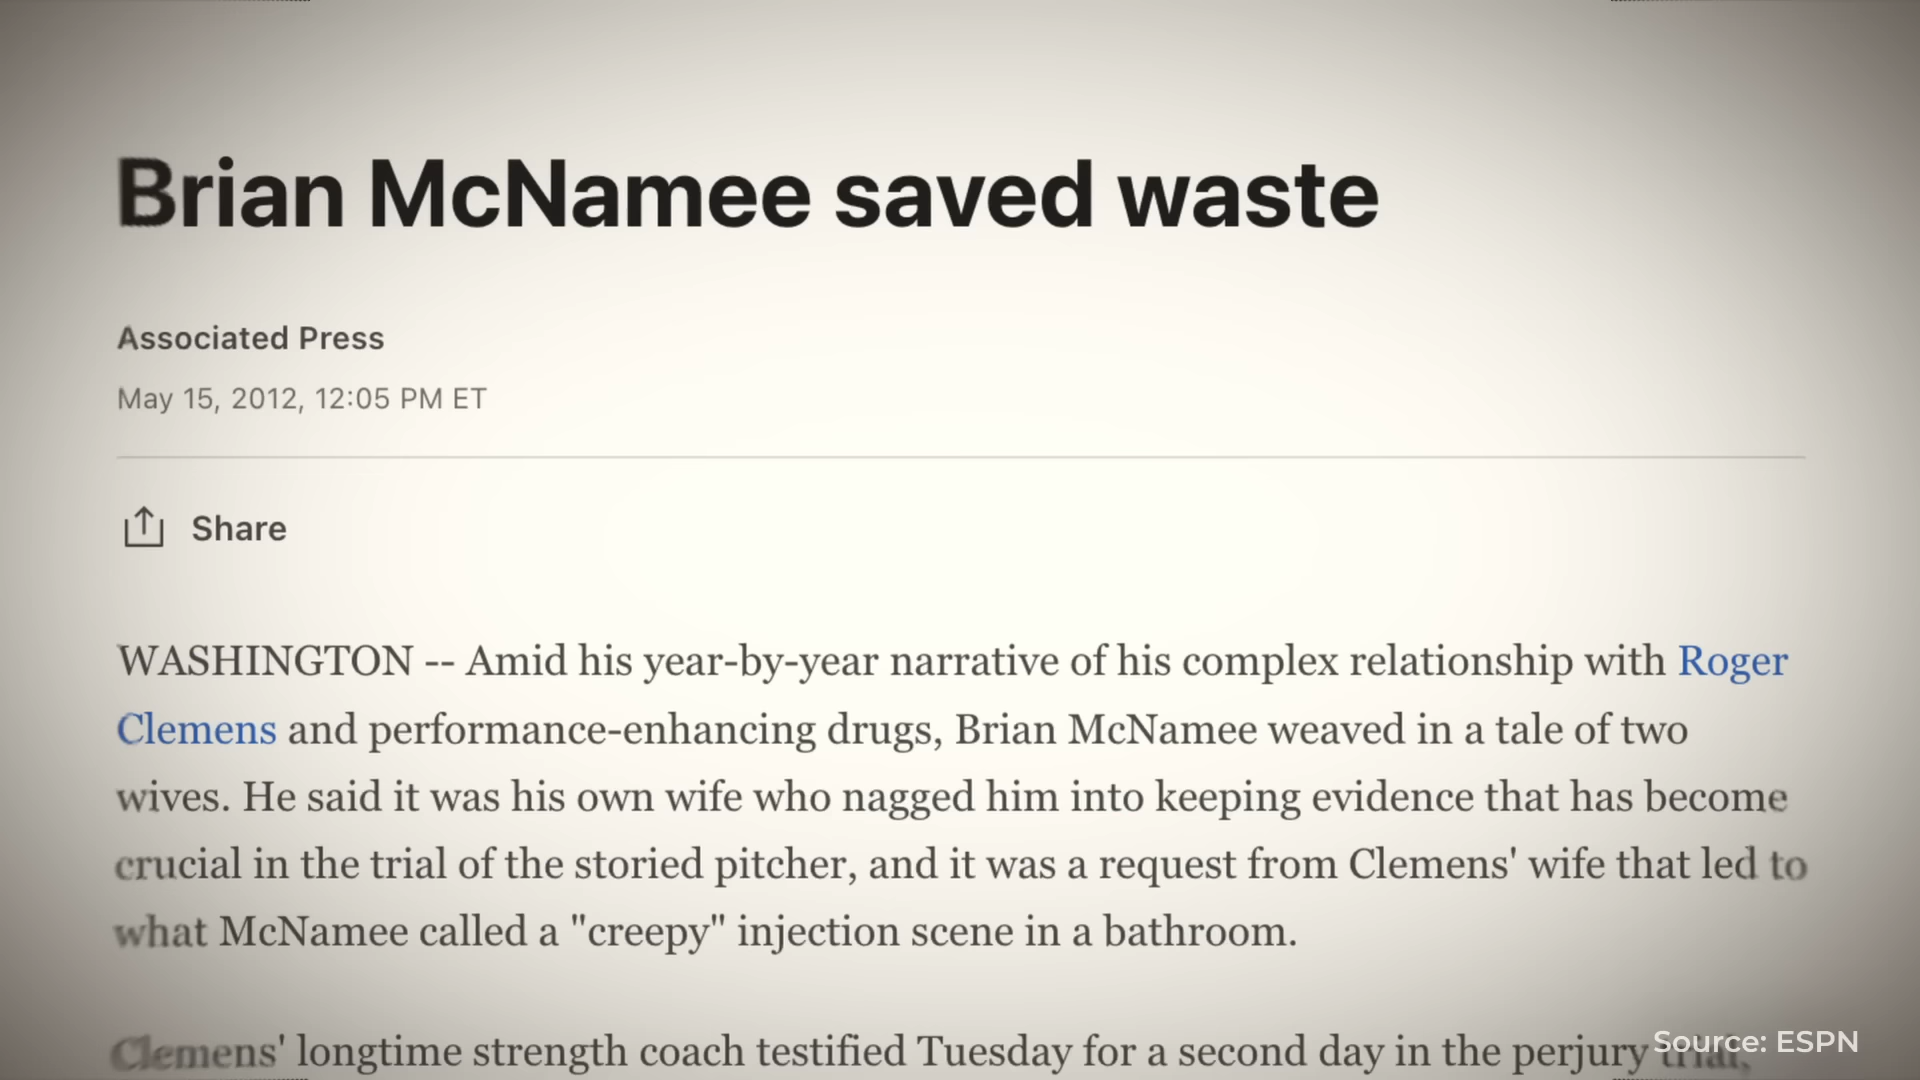 Brian McNamee saved waste
Associated Press
May 15, 2012, 12:05 PM ET
Share
WASHINGTON -- Amid his year-by-year narrative of his complex relationship with Roger
Clemens and performance-enhancing drugs, Brian McNamee weaved in a tale of two
wives. He said it was his own wife who nagged him into keeping evidence that has become
crucial in the trial of the storied pitcher, and it was a request from Clemens' wife that led to
what McNamee called a "creepy" injection scene in a bathroom.
Clemens' longtime strength coach testified Tuesday for a second day in the perjury trial,
Source: ESPN